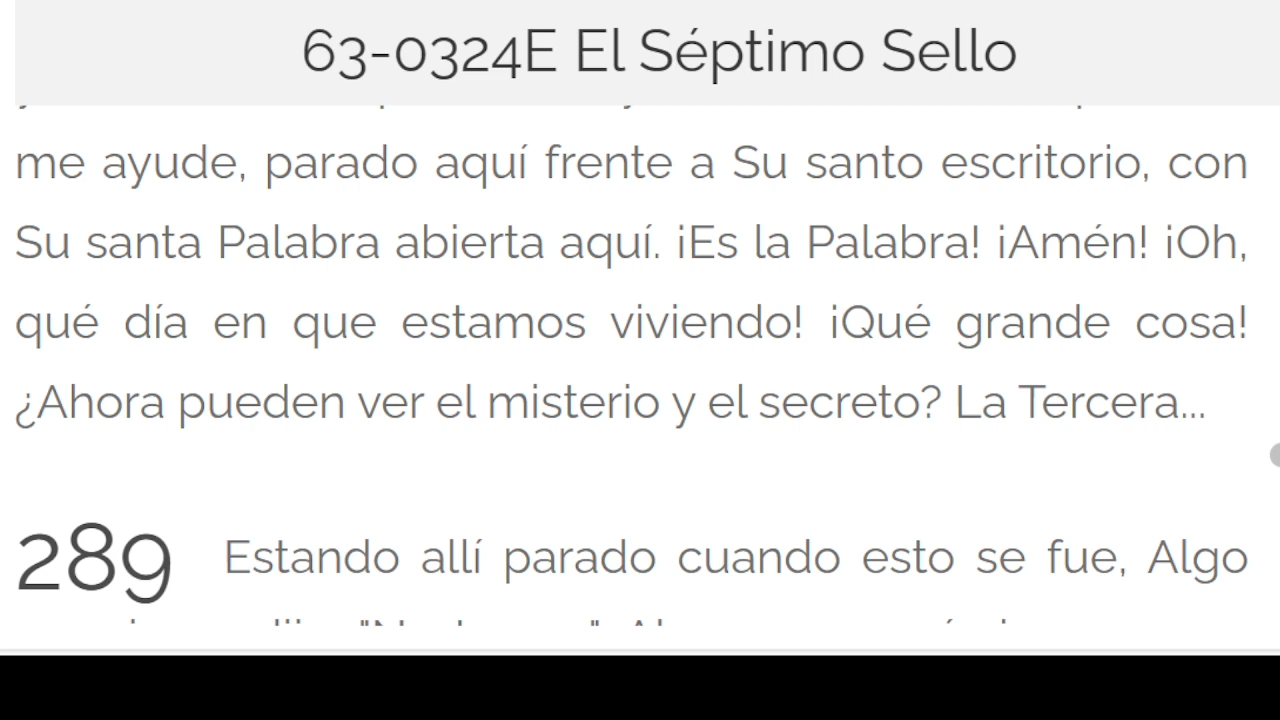 63-0324E El Séptimo Sello
me ayude, parado aquí frente a Su santo escritorio, con
Su santa Palabra abierta aquí. ¡Es la Palabra! ¡Amén! ¡Oh,
qué día en que estamos viviendo! ¡Qué grande cosa!
¿Ahora pueden ver el misterio y el secreto? La Tercera...
289 Estando allí parado cuando esto se fue, Algo